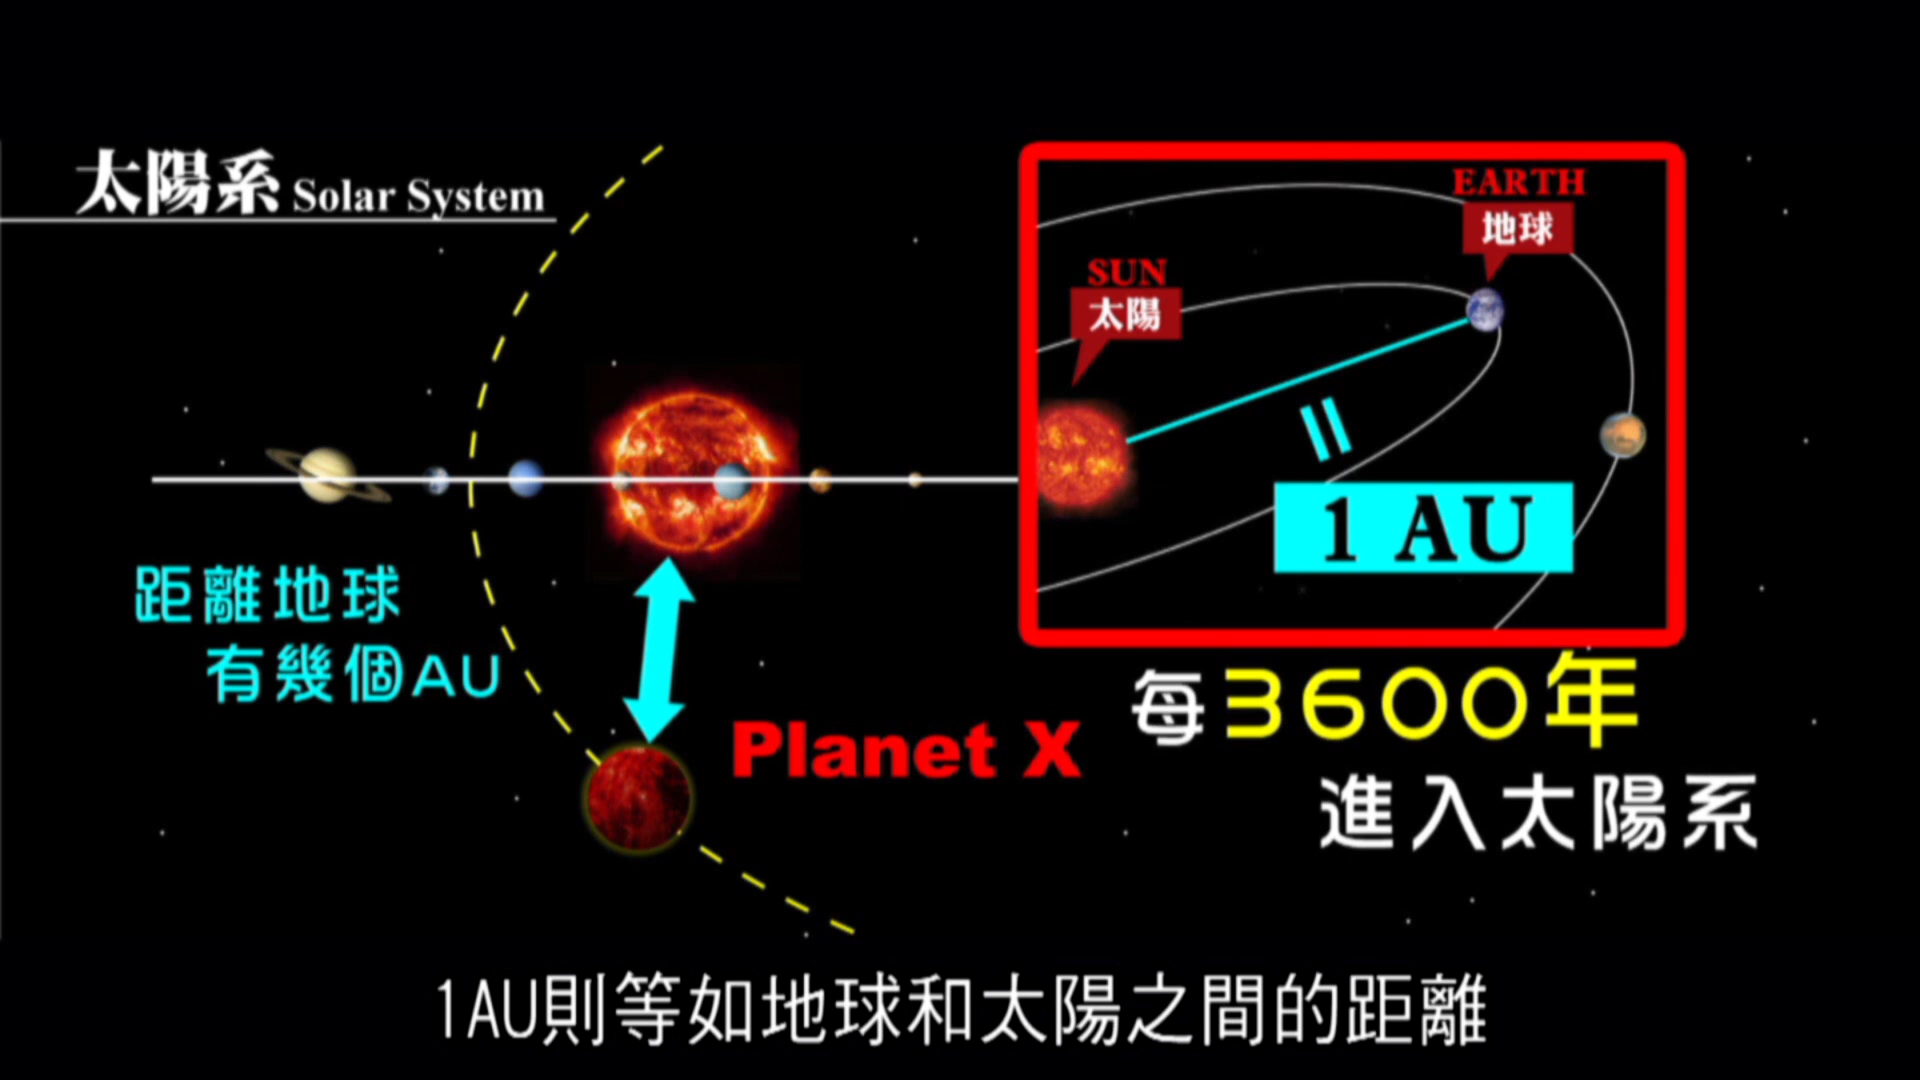 太陽系 Solar System
EARTH
地球
SUN
太陽
1 AU
距離地球
有幾個AU
Planet X
每3600年
進入太陽系
1AU則等如地球和太陽之間的距離